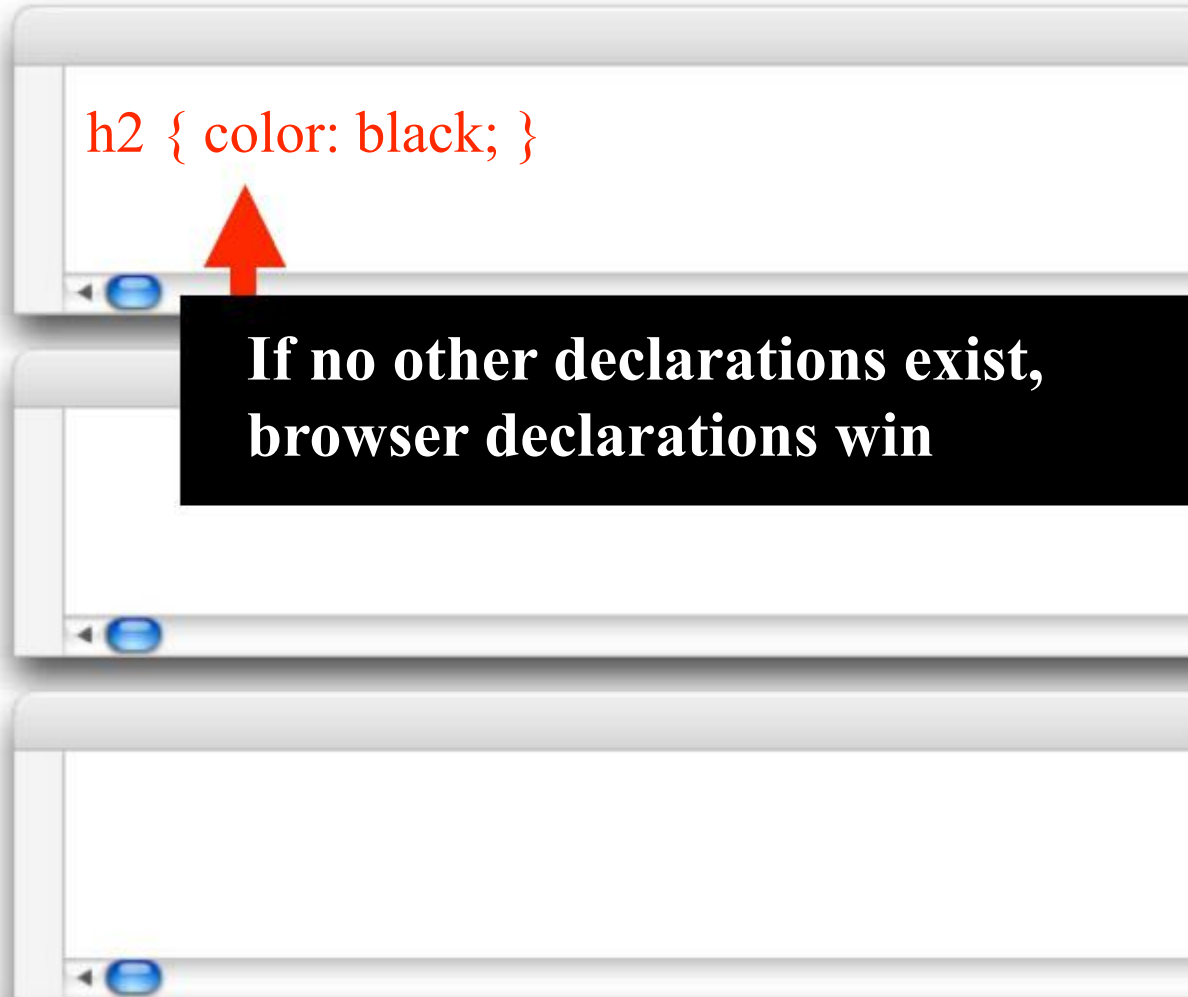 h2 { color: black; }
If no other declarations exist,
browser declarations win